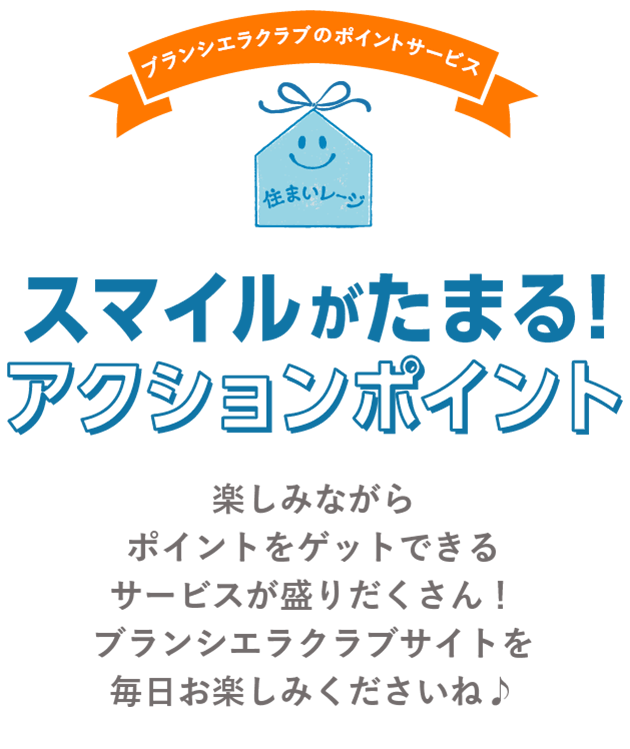 ブランシエラクラブのポイントサービス
住まいレージ
スマイルがたまる!
アクションポイント
楽しみながら
ポイントをゲットできる
サービスが盛りだくさん！
ブランシエラクラブサイトを
毎日お楽しみくださいね♪